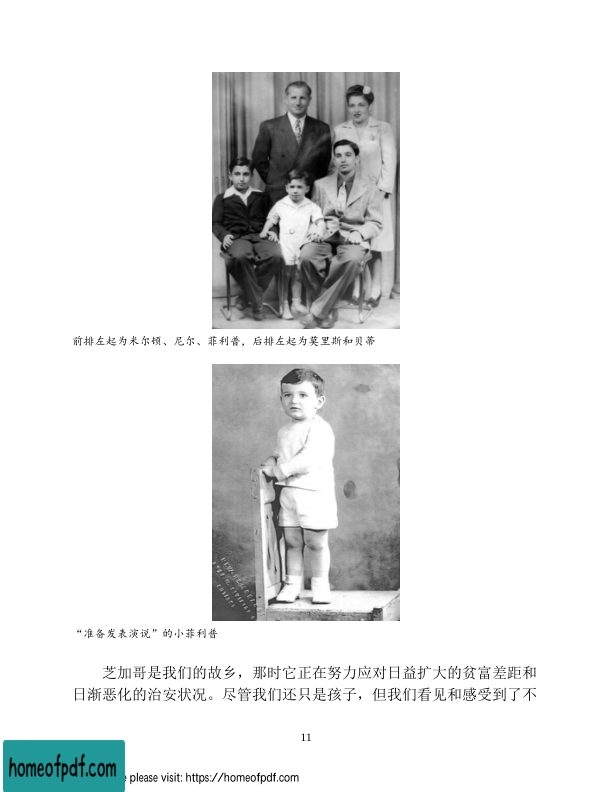 前排左起为米尔顿、尼尔、菲利普，后排左起为莫里斯和贝蒂
“准备发表演说”的小菲利普
芝加哥是我们的故乡，那时它正在努力应对日益扩大的贫富差距和
日渐恶化的治安状况。尽管我们还只是孩子，但我们看见和感受到了不
11
homeofpdf.com
please visit: https://homeofpdf.com